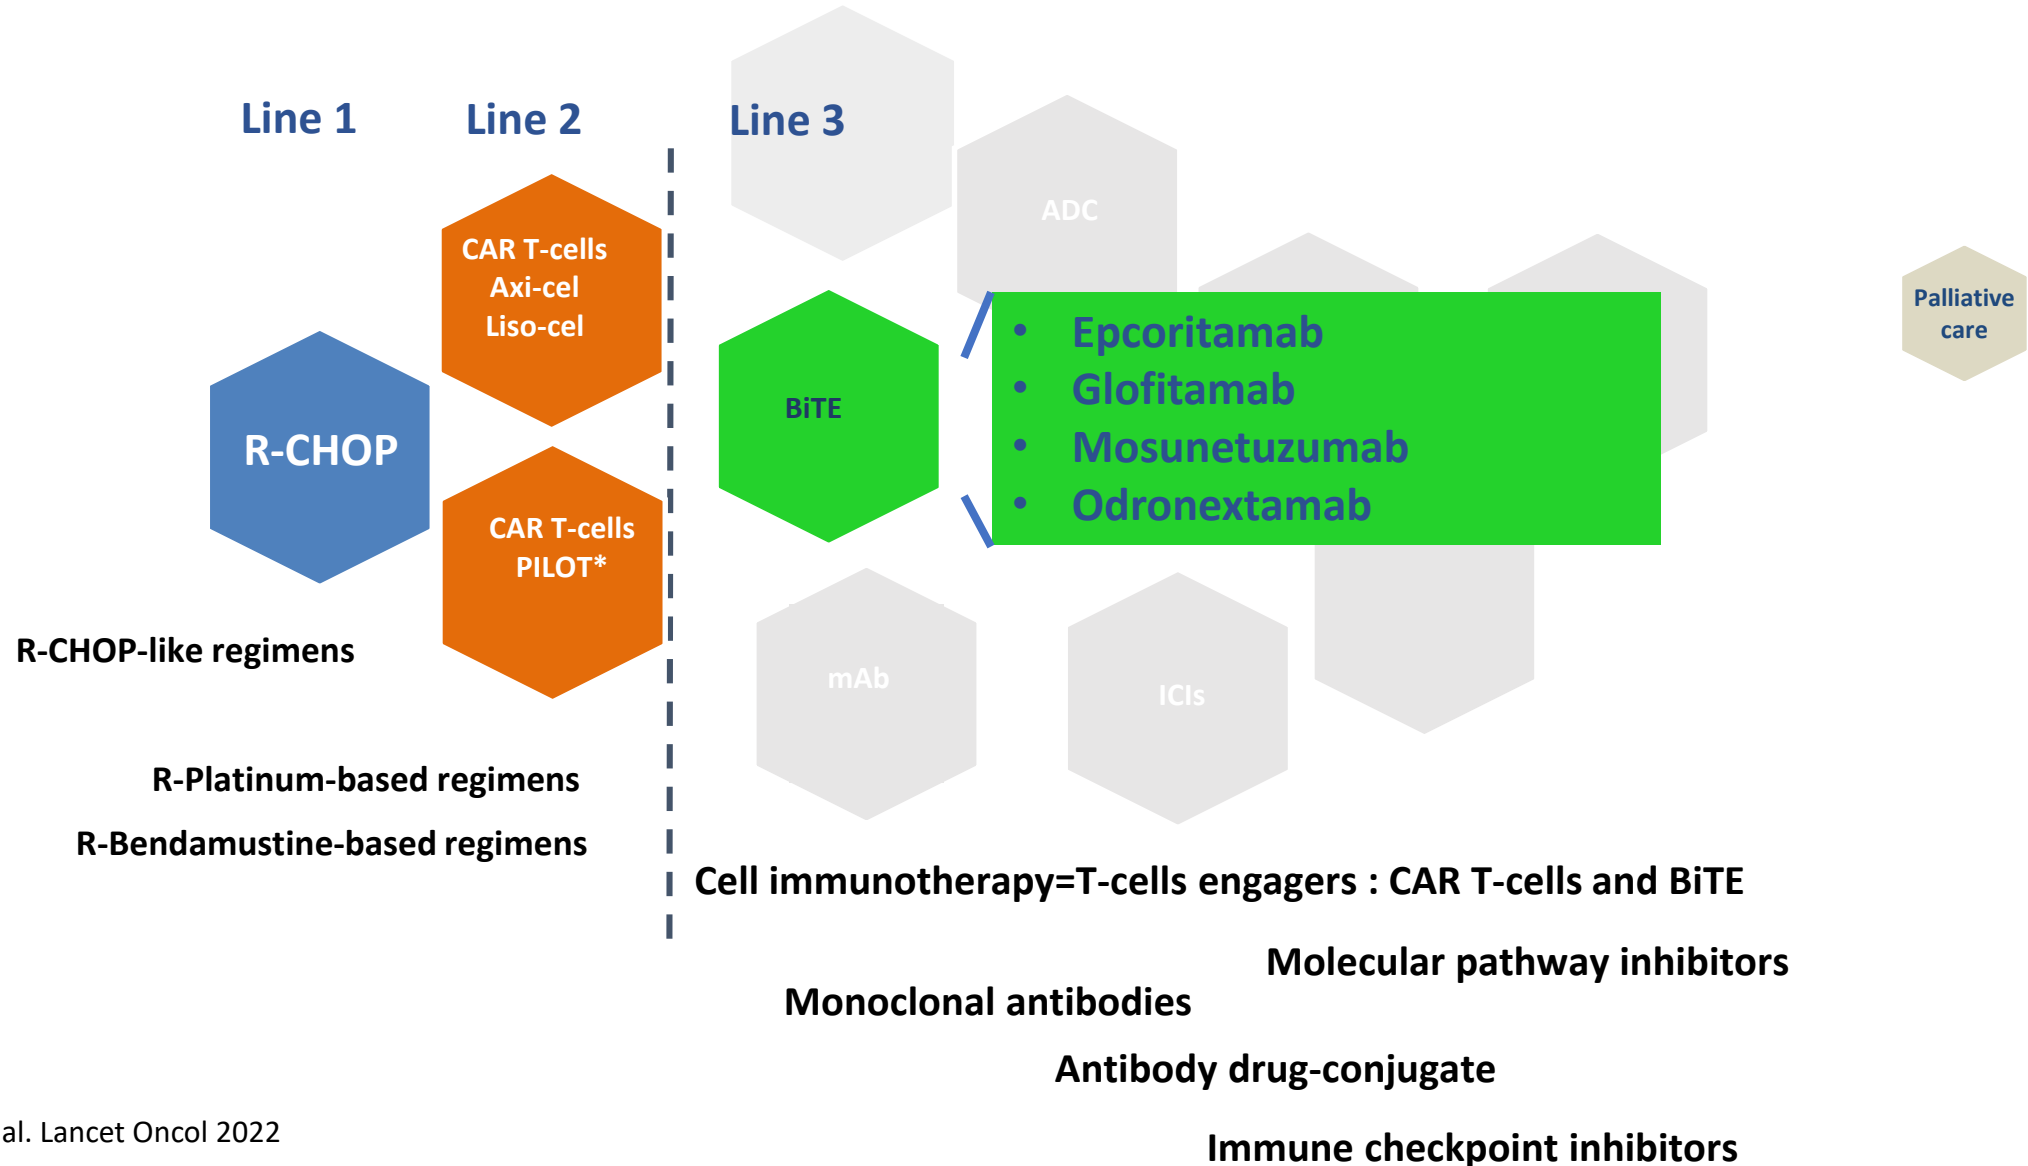 Line 1
Line 2
Line 3
ADC
CAR T-cells
Axi-cel
Liso-cel
Palliative
care
• Epcoritamab
• Glofitamab
• Mosunetuzumab
• Odronextamab
BiTE
R-CHOP
CAR T-cells
PILOT*
R-CHOP-like regimens
mAb
ICIs
R-Platinum-based regimens
R-Bendamustine-based regimens
Cell immunotherapy=T-cells engagers : CAR T-cells and BiTE
Molecular pathway inhibitors
Monoclonal antibodies
Antibody drug-conjugate
al. Lancet Oncol 2022
Immune checkpoint inhibitors